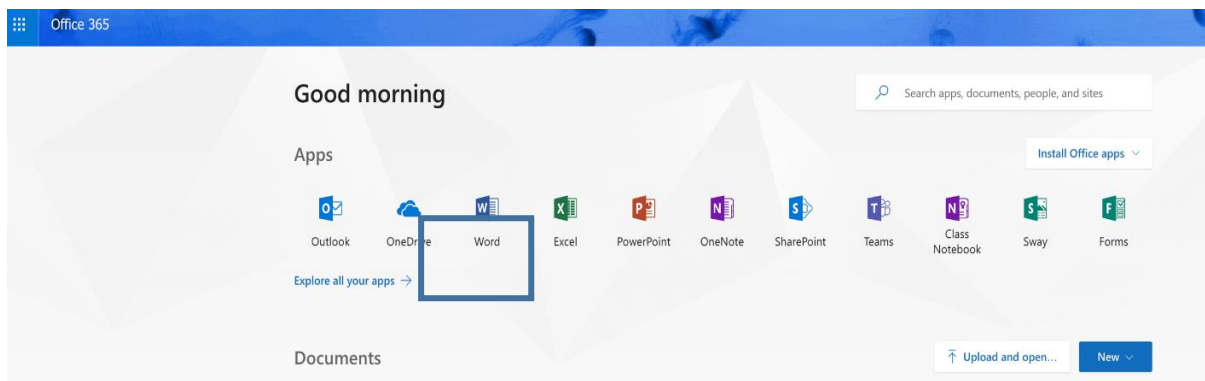 Office 365
Good morning
Search apps, documents, people, and sites
Apps
Install Office apps
Outlook OneDrive Word Excel PowerPoint OneNote SharePoint Teams Class Notebook Sway Forms
Explore all your apps →
Documents
Upload and open... New